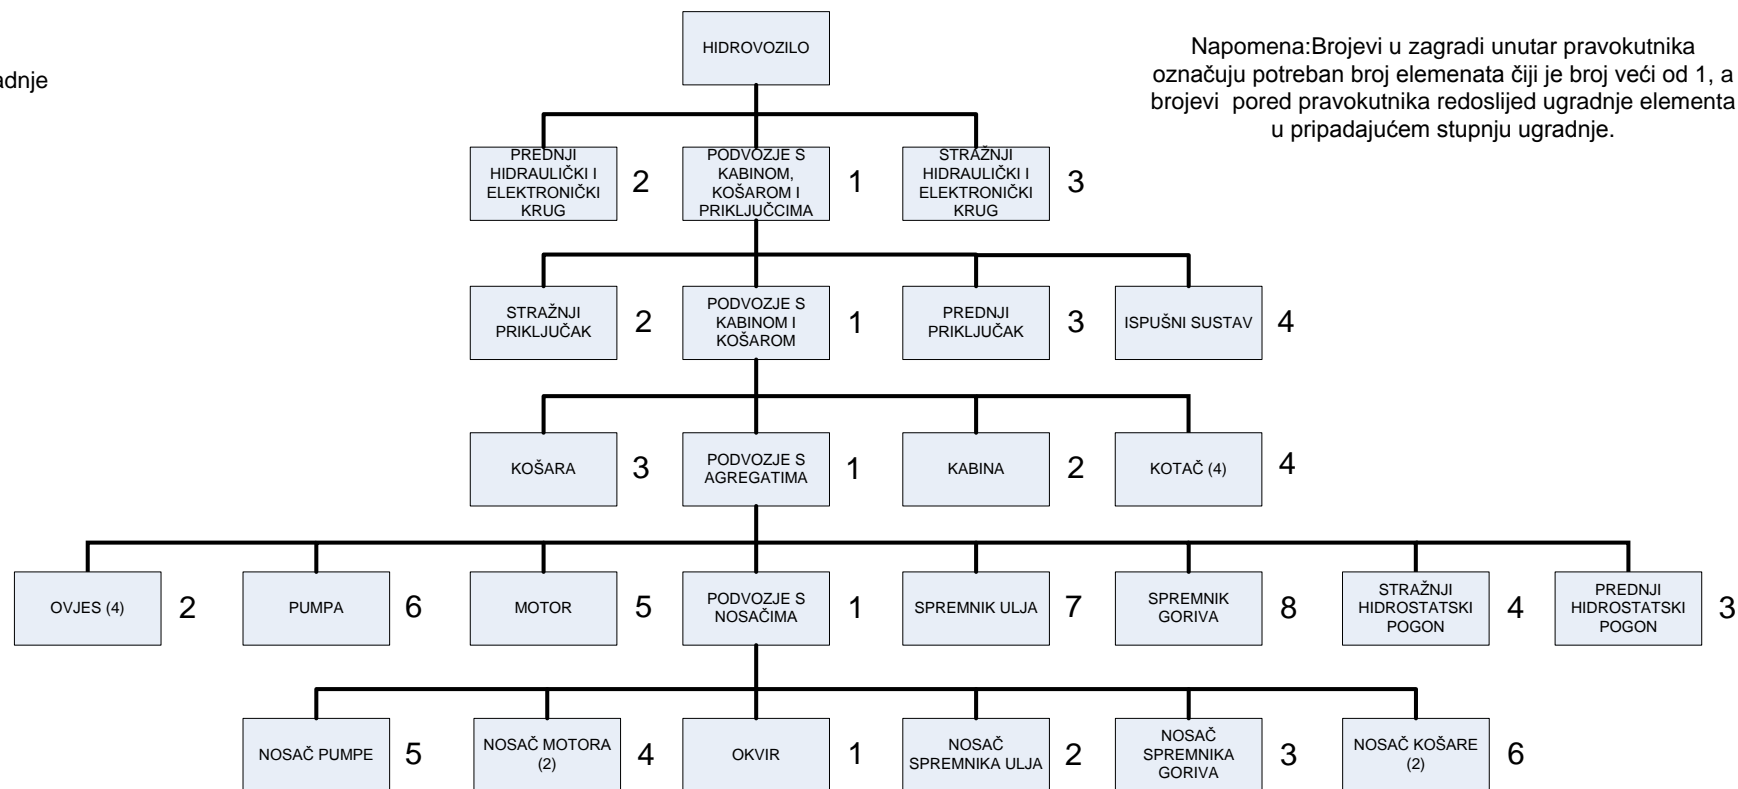 HIDROVOZILO
Napomena:Brojevi u zagradi unutar pravokutnika
označuju potreban broj elemenata čiji je broj veći od 1, a
brojevi  pored pravokutnika redoslijed ugradnje elementa
u pripadajućem stupnju ugradnje.
adnje
PREDNJI
HIDRAULIČKI I
ELEKTRONIČKI
KRUG
2
PODVOZJE S
KABINOM,
KOŠAROM I
PRIKLJUČCIMA
1
STRAŽNJI
HIDRAULIČKI I
ELEKTRONIČKI
KRUG
3
STRAŽNJI
PRIKLJUČAK
2
PODVOZJE S
KABINOM I
KOŠAROM
1
PREDNJI
PRIKLJUČAK
3
ISPUŠNI SUSTAV
4
KOŠARA
3
PODVOZJE S
AGREGATIMA
1
KABINA
2
KOTAČ (4)
4
OVJES (4)
2
PUMPA
6
MOTOR
5
PODVOZJE S
NOSAČIMA
1
SPREMNIK ULJA
7
SPREMNIK
GORIVA
8
STRAŽNJI
HIDROSTATSKI
POGON
4
PREDNJI
HIDROSTATSKI
POGON
3
NOSAČ PUMPE
5
NOSAČ MOTORA
(2)
4
OKVIR
1
NOSAČ
SPREMNIKA ULJA
2
NOSAČ
SPREMNIKA
GORIVA
3
NOSAČ KOŠARE
(2)
6